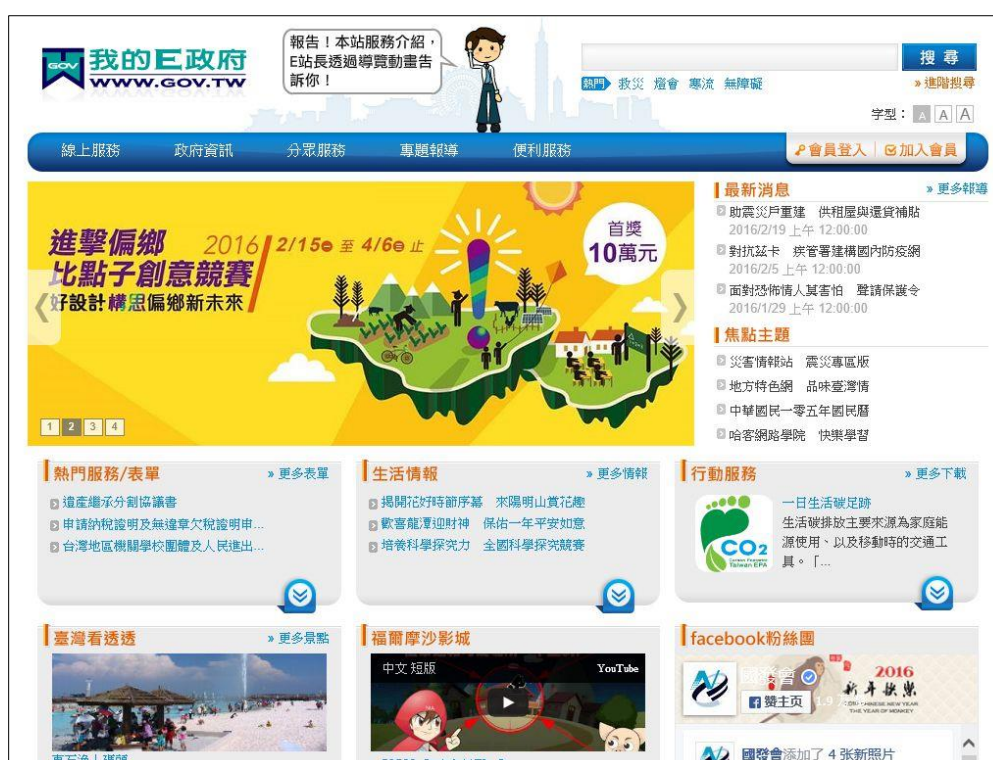 我的E政府
WWW.GOV.TW
報告！本站服務介紹，
E站長透過導覽動畫告
訴你！
搜 尋
熱門 救災 燈會 寒流 無障礙
» 進階搜尋
字型： A A A
線上服務 政府資訊 分眾服務 專題報導 便利服務
會員登入 加入會員
進擊偏鄉 2016 2/15 至 4/6 止
比點子創意競賽
好設計構思偏鄉新未來
首獎
10萬元
1 2 3 4
最新消息 » 更多報導
助震災戶重建 供租屋與還貸補貼
2016/2/19 上午 12:00:00
對抗茲卡 疾管署建構國內防疫網
2016/2/5 上午 12:00:00
面對恐怖情人莫害怕 聲請保護令
2016/1/29 上午 12:00:00
焦點主題
災害情報站 震災專區版
地方特色網 品味臺灣情
中華國民一零五年國民曆
哈客網路學院 快樂學習
熱門服務/表單 » 更多表單
遺產繼承分割協議書
申請納稅證明及無違章欠稅證明申...
台灣地區機關學校團體及人民進出...
生活情報 » 更多情報
揭開花好時節序幕 來陽明山賞花趣
歡喜龍潭迎財神 保佑一年平安如意
培養科學探究力 全國科學探究競賽
行動服務 » 更多下載
CO2
Taiwan EPA
一日生活碳足跡
生活碳排放主要來源為家庭能
源使用、以及移動時的交通工
具。「...
臺灣看透透 » 更多景點
福爾摩沙影城
中文 短版 YouTube
facebook粉絲團
國發會
赞主页
2016
新年快樂
THE YEAR OF MONKEY
國發會添加了 4 张新照片